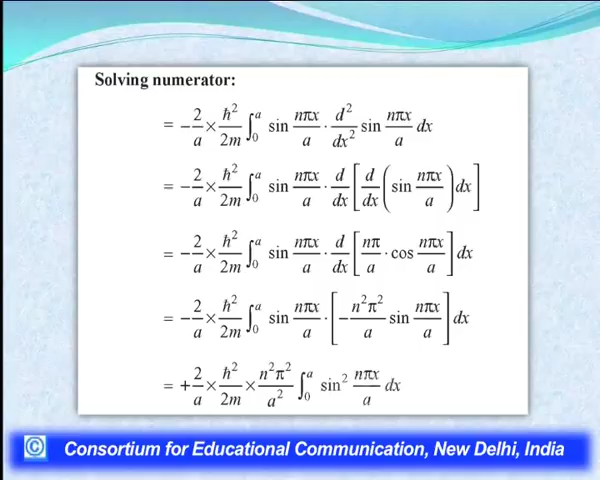 Solving numerator:
= −2/a × ℏ²/2m ∫₀ᵃ sin nπx/a · d²/dx² sin nπx/a dx
= −2/a × ℏ²/2m ∫₀ᵃ sin nπx/a · d/dx [d/dx (sin nπx/a) dx]
= −2/a × ℏ²/2m ∫₀ᵃ sin nπx/a · d/dx [nπ/a · cos nπx/a] dx
= −2/a × ℏ²/2m ∫₀ᵃ sin nπx/a · [−n²π²/a sin nπx/a] dx
= +2/a × ℏ²/2m × n²π²/a² ∫₀ᵃ sin² nπx/a dx
© Consortium for Educational Communication, New Delhi, India